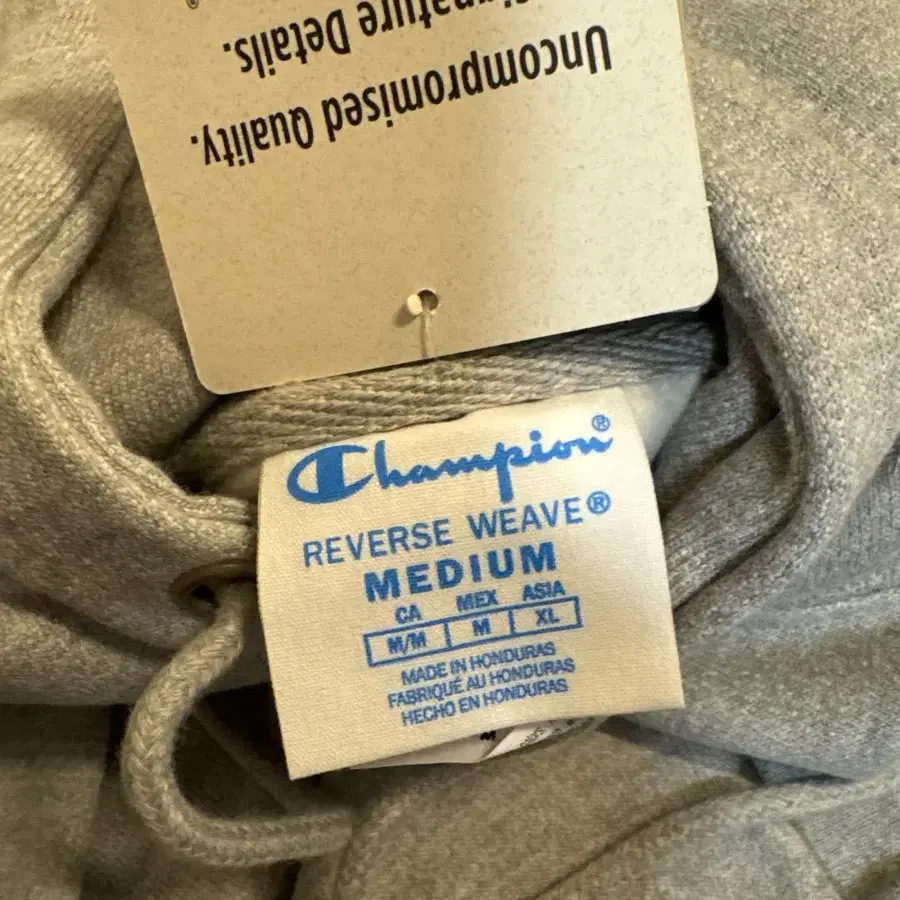 Uncompromised Quality.
Signature Details.
®
Champion®
REVERSE WEAVE®
MEDIUM
CA MEX ASIA
M/M M XL
MADE IN HONDURAS
FABRIQUÉ AU HONDURAS
HECHO EN HONDURAS
M